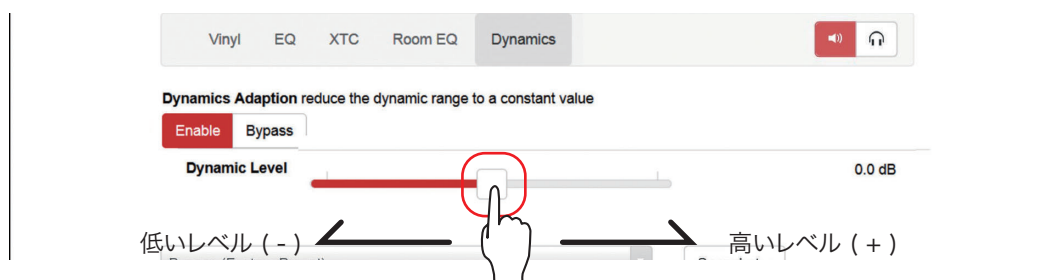 Vinyl EQ XTC Room EQ Dynamics
Dynamics Adaption reduce the dynamic range to a constant value
Enable Bypass
Dynamic Level 0.0 dB
低いレベル ( - ) 高いレベル ( + )